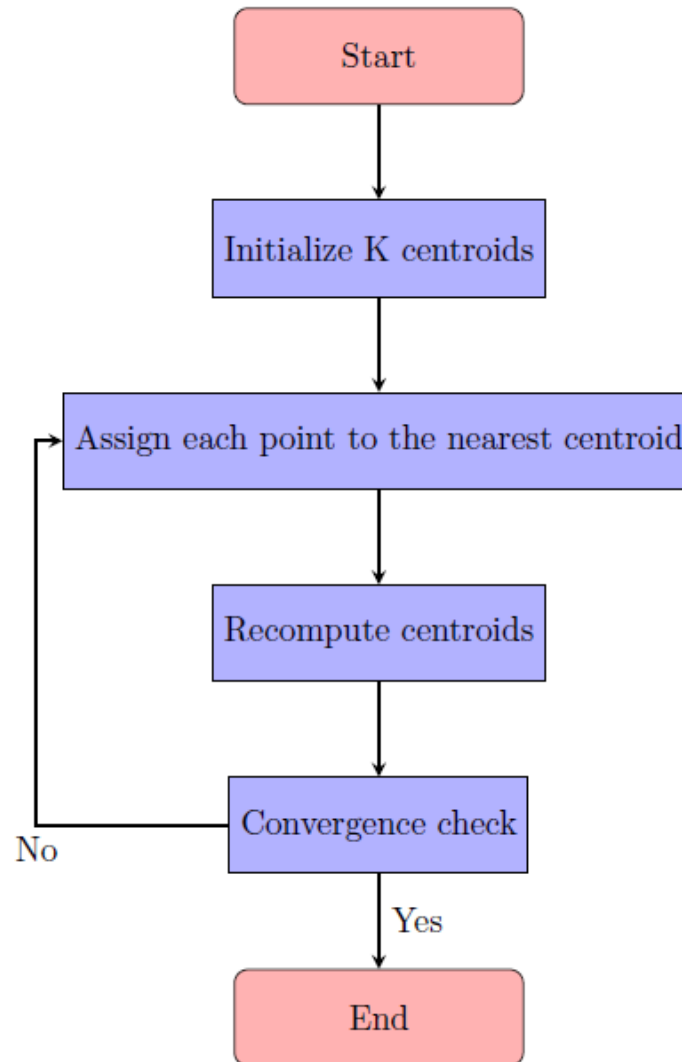 Start
Initialize K centroids
Assign each point to the nearest centroid
Recompute centroids
Convergence check
No
Yes
End